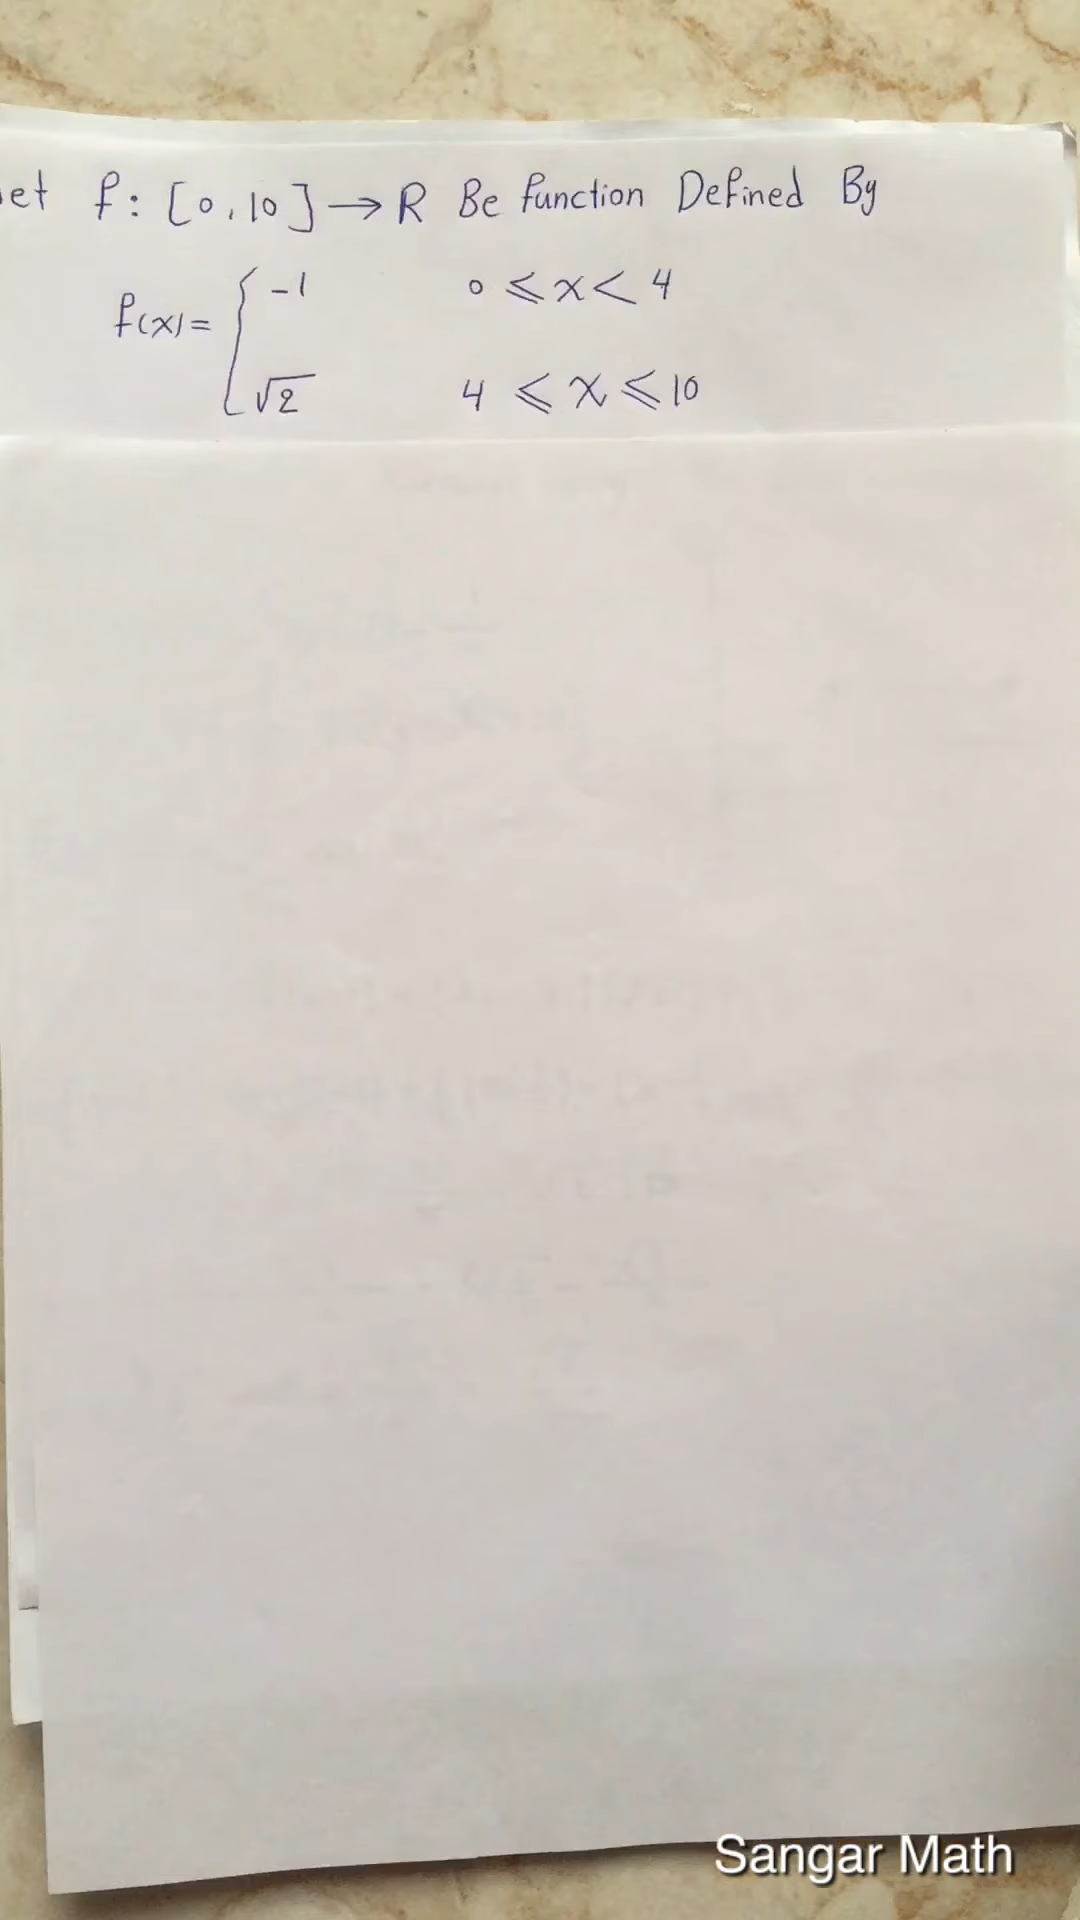 et f: [0, 10] → R Be function Defined By
f(x) = { -1 0 ⩽ x < 4
√2 4 ⩽ x ⩽ 10
Sangar Math